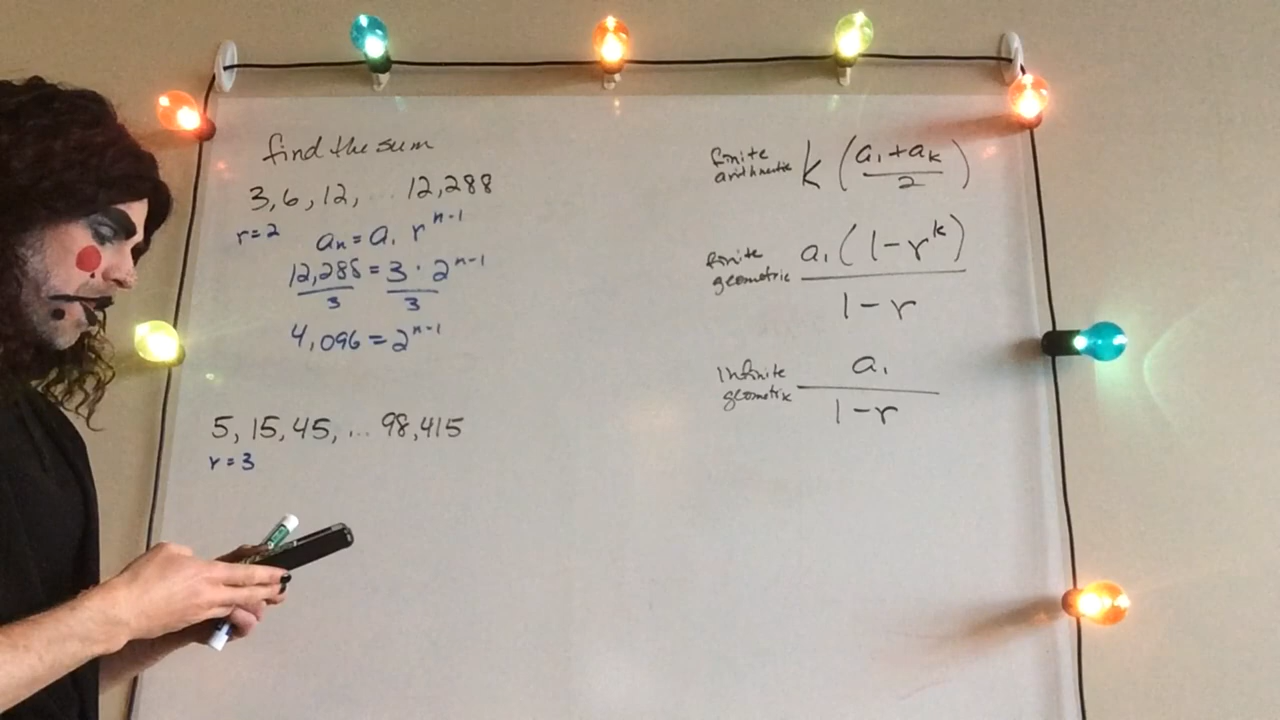 find the sum
3, 6, 12, ... 12,288
r=2
aₙ = a₁ rⁿ⁻¹
12,288 = 3 · 2ⁿ⁻¹
3 3
4,096 = 2ⁿ⁻¹
5, 15, 45, ... 98,415
r = 3
finite
arithmetic
k (a₁ + aₖ / 2)
finite
geometric
a₁ (1 - rᵏ)
1 - r
infinite
geometric
a₁
1 - r